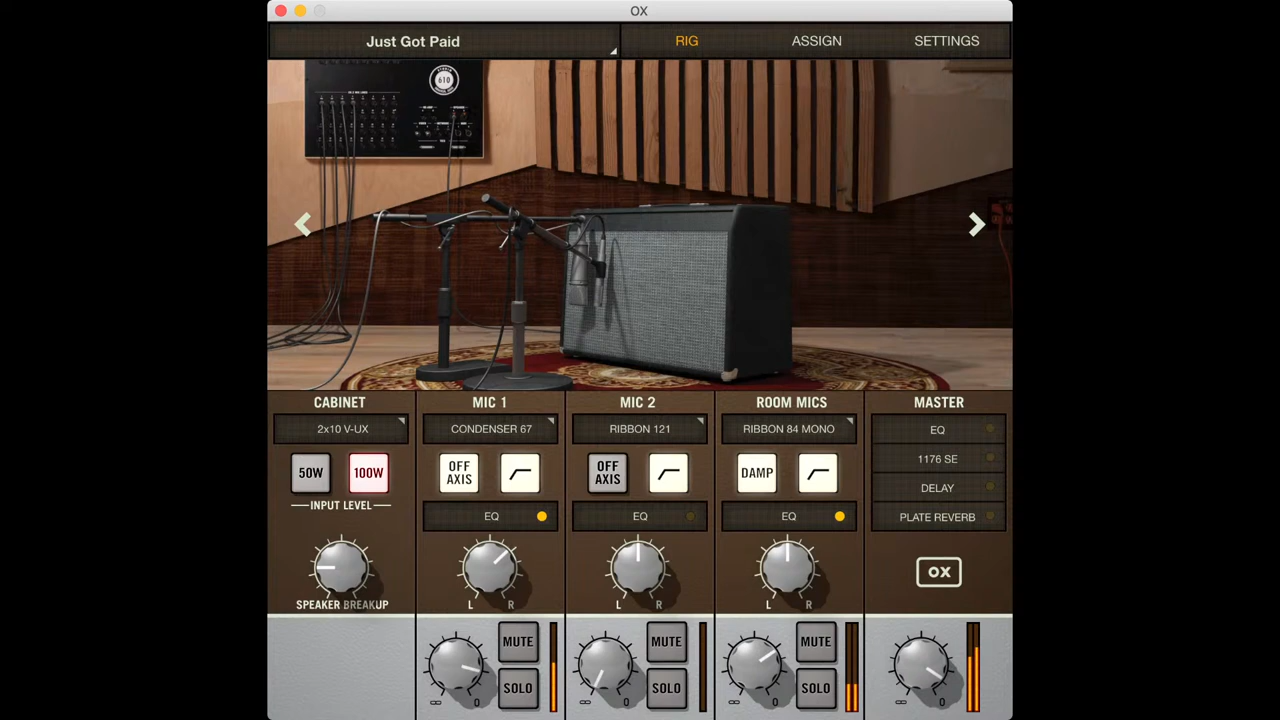 OX
Just Got Paid
RIG
ASSIGN
SETTINGS
610
CABINET
MIC 1
MIC 2
ROOM MICS
MASTER
2x10 V-UX
CONDENSER 67
RIBBON 121
RIBBON 84 MONO
EQ
50W
100W
OFF
AXIS
OFF
AXIS
DAMP
1176 SE
INPUT LEVEL
DELAY
EQ
EQ
EQ
PLATE REVERB
OX
SPEAKER BREAKUP
L R
L R
L R
MUTE
MUTE
MUTE
SOLO
SOLO
SOLO
∞ 0
∞ 0
∞ 0
∞ 0